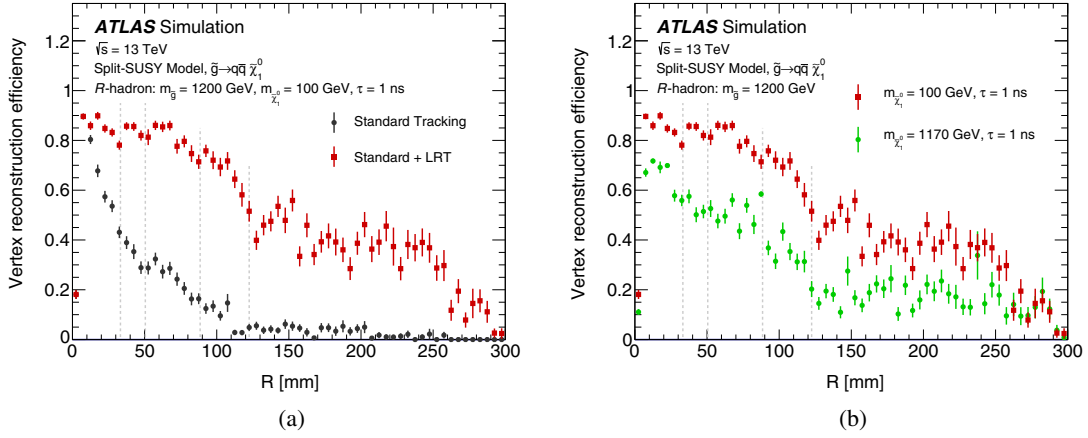 ATLAS Simulation
√s = 13 TeV
Split-SUSY Model, g̃→qq̅ χ̃₁⁰
R-hadron: m_g̃ = 1200 GeV, m_χ̃₁⁰ = 100 GeV, τ = 1 ns
Standard Tracking
Standard + LRT
Vertex reconstruction efficiency
1.2
1
0.8
0.6
0.4
0.2
0
0 50 100 150 200 250 300
R [mm]
(a)
ATLAS Simulation
√s = 13 TeV
Split-SUSY Model, g̃→qq̅ χ̃₁⁰
R-hadron: m_g̃ = 1200 GeV
m_χ̃₁⁰ = 100 GeV, τ = 1 ns
m_χ̃₁⁰ = 1170 GeV, τ = 1 ns
Vertex reconstruction efficiency
1.2
1
0.8
0.6
0.4
0.2
0
0 50 100 150 200 250 300
R [mm]
(b)